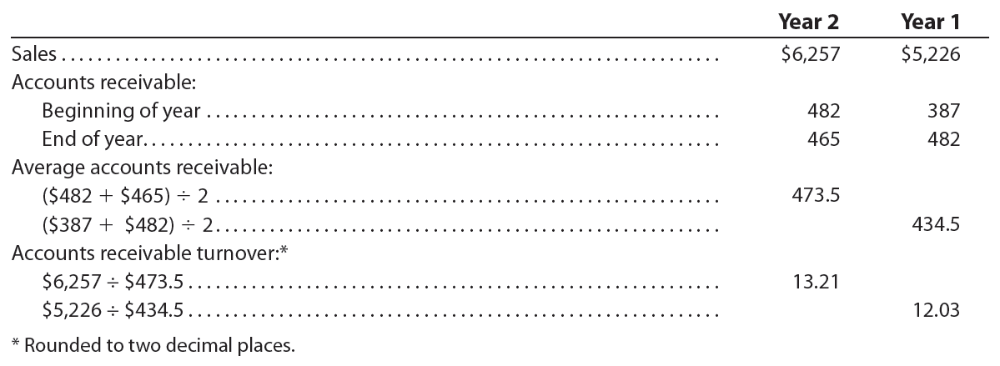 Year 2 Year 1
Sales . . . . . . . . . . . . . . . . . . . . $6,257 $5,226
Accounts receivable:
Beginning of year . . . . . . . . . . . . . . . . . . . . 482 387
End of year. . . . . . . . . . . . . . . . . . . . 465 482
Average accounts receivable:
($482 + $465) ÷ 2 . . . . . . . . . . . . . . . . . . . . 473.5
($387 + $482) ÷ 2. . . . . . . . . . . . . . . . . . . . 434.5
Accounts receivable turnover:*
$6,257 ÷ $473.5 . . . . . . . . . . . . . . . . . . . . 13.21
$5,226 ÷ $434.5 . . . . . . . . . . . . . . . . . . . . 12.03
* Rounded to two decimal places.